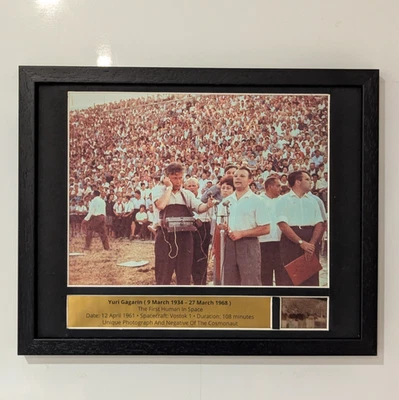 Yuri Gagarin ( 9 March 1934 – 27 March 1968 )
The First Human In Space
Date: 12 April 1961 • Spacecraft: Vostok 1 • Duration: 108 minutes
Unique Photograph And Negative Of The Cosmonaut